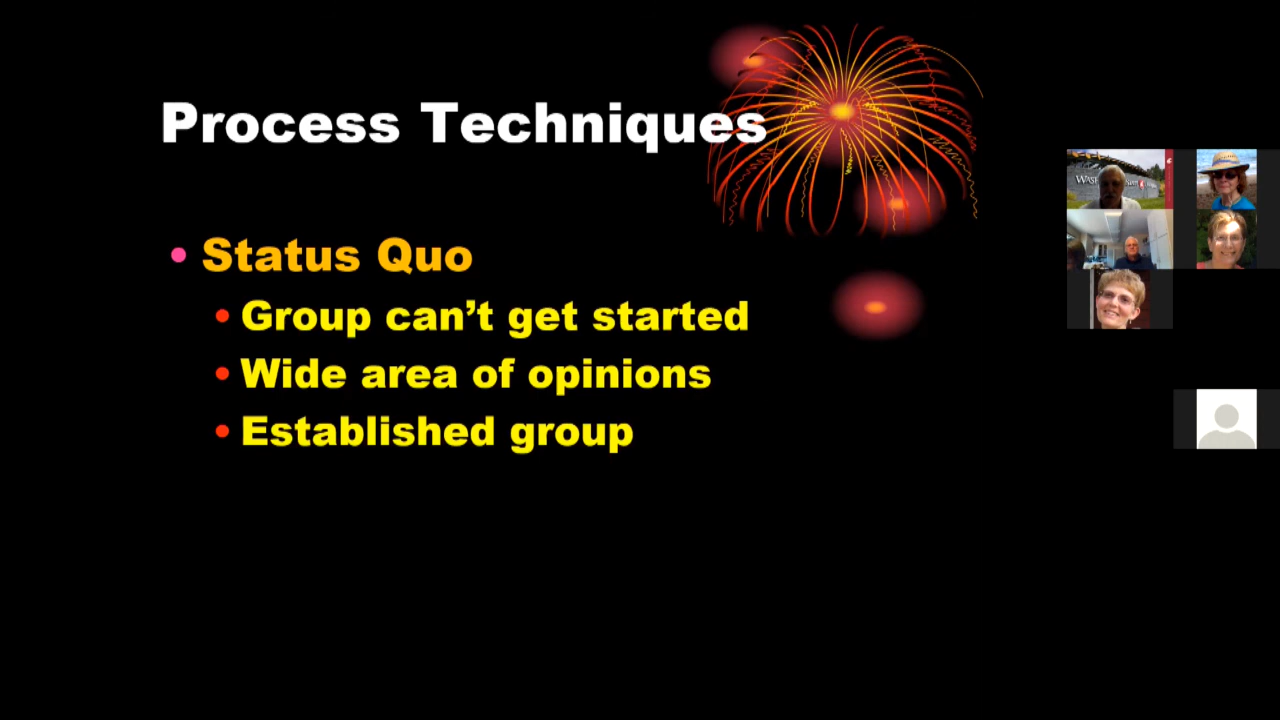 Process Techniques
• Status Quo
• Group can’t get started
• Wide area of opinions
• Established group